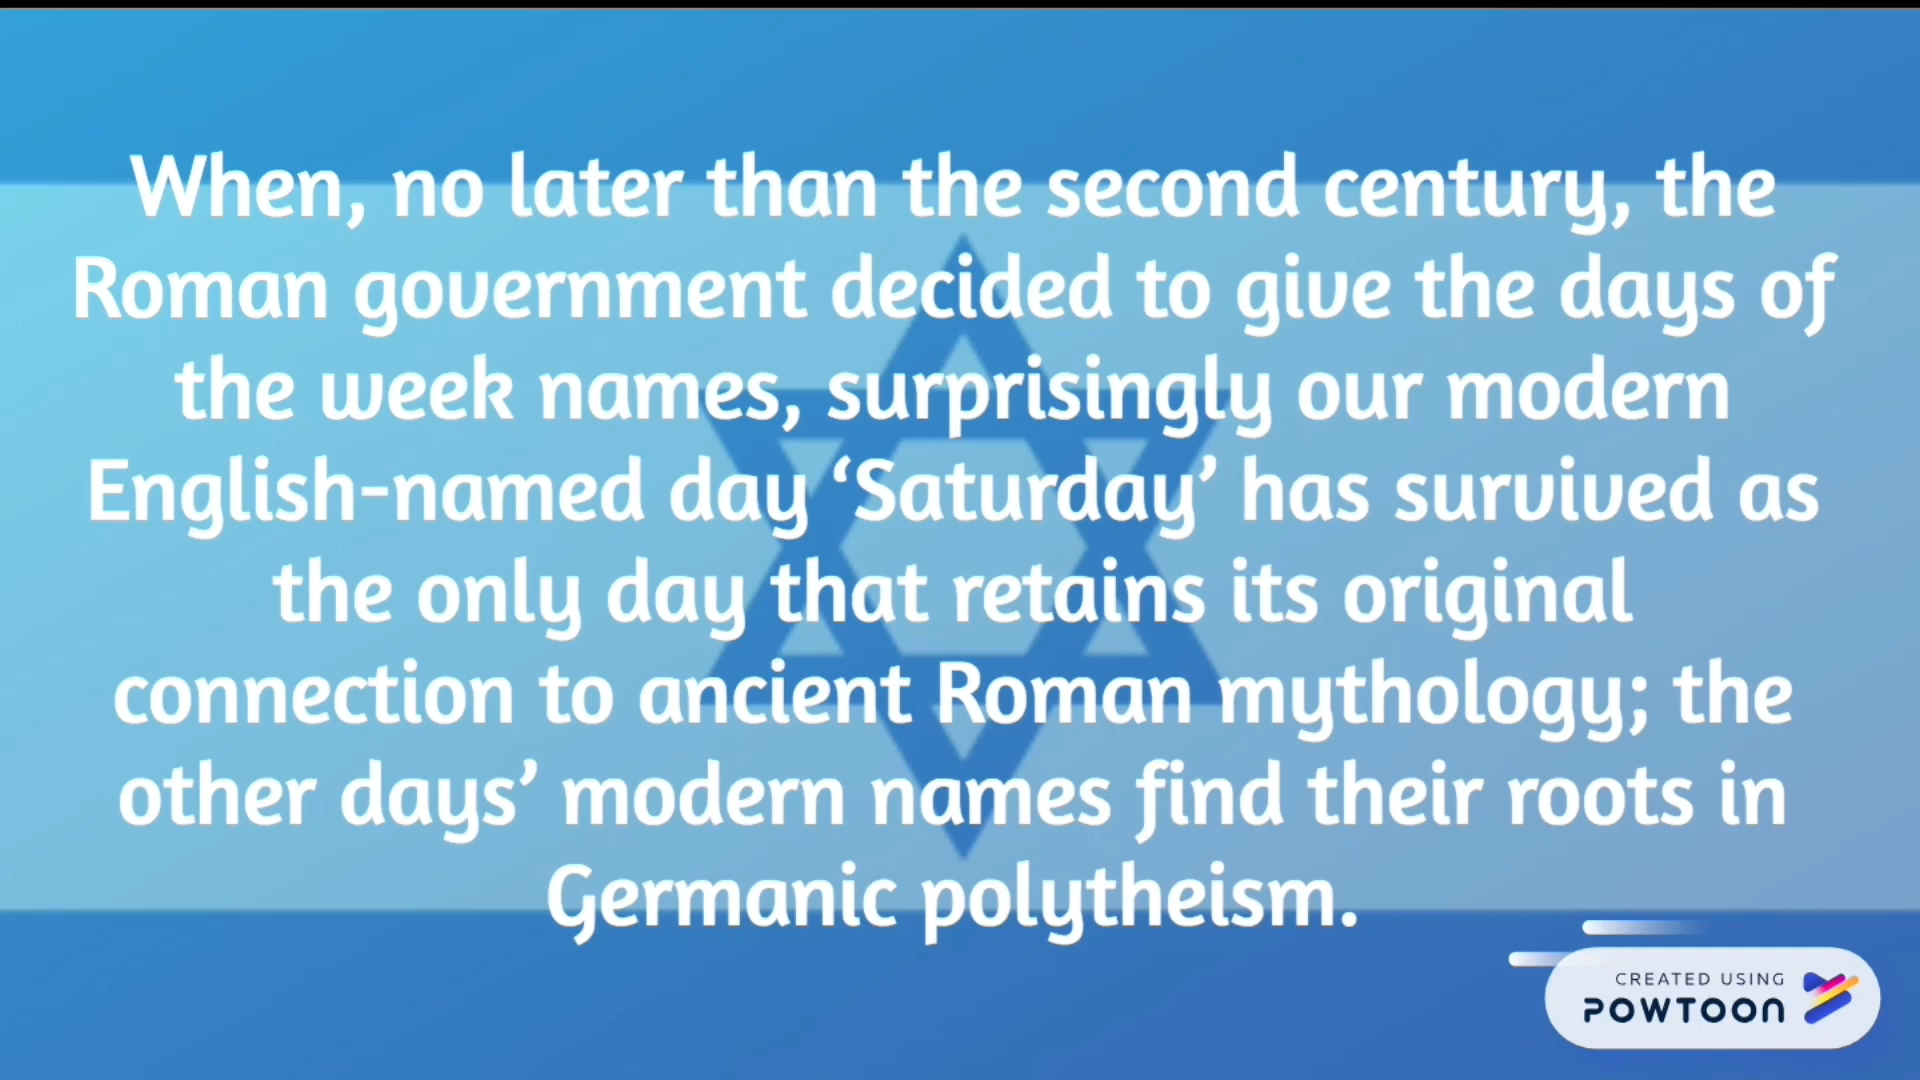 When, no later than the second century, the
Roman government decided to give the days of
the week names, surprisingly our modern
English-named day ‘Saturday’ has survived as
the only day that retains its original
connection to ancient Roman mythology; the
other days’ modern names find their roots in
Germanic polytheism.
CREATED USING
POWTOON